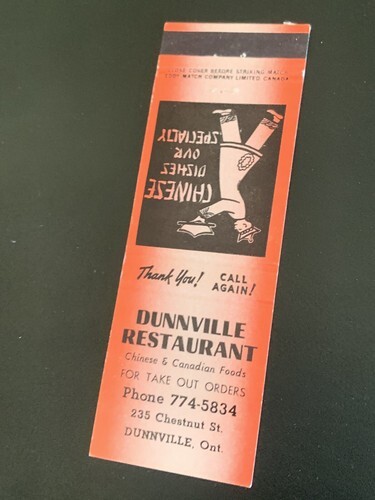 CLOSE COVER BEFORE STRIKING MATCH
EDDY MATCH COMPANY LIMITED CANADA
CHINESE
DISHES
OUR
SPECIALTY
Thank You! CALL
AGAIN!
DUNNVILLE
RESTAURANT
Chinese & Canadian Foods
FOR TAKE OUT ORDERS
Phone 774-5834
235 Chestnut St.
DUNNVILLE, Ont.